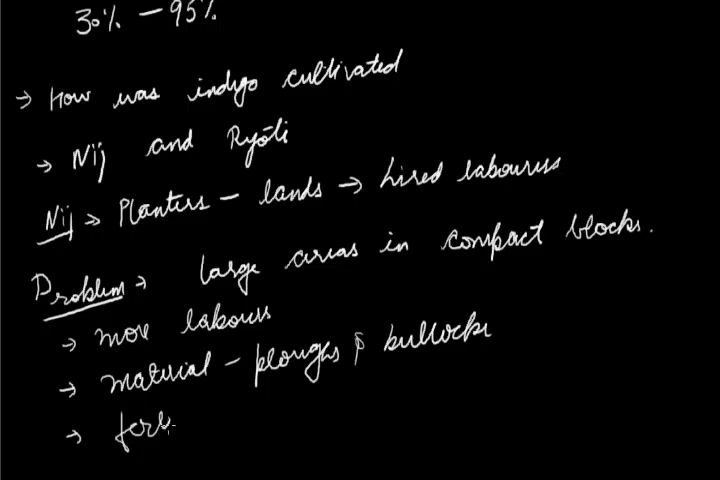 30% - 95%
→ How was indigo cultivated
→ Nij and Ryoti
Nij → Planters - lands → hired labourers
Problem → large areas in compact blocks.
→ more labours
→ material - ploughs & bullocks
→ fer